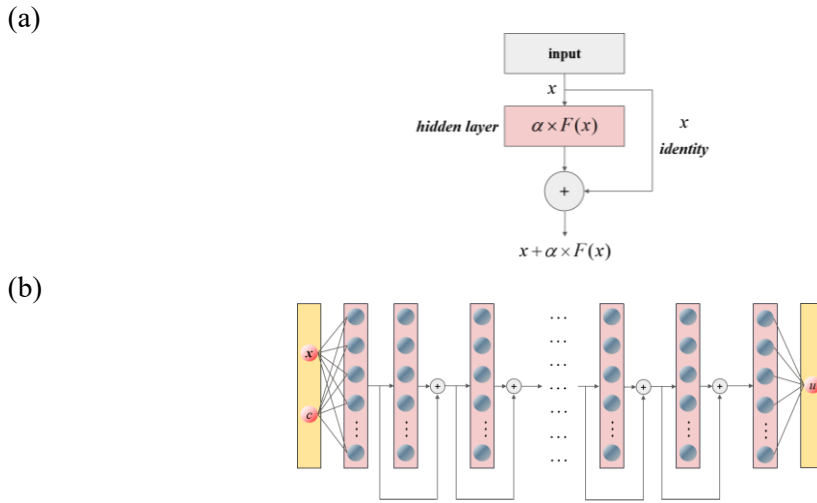 (a)
input
x
hidden layer
α × F(x)
x
identity
+
x + α × F(x)
(b)
x
c
+
+
+
+
u